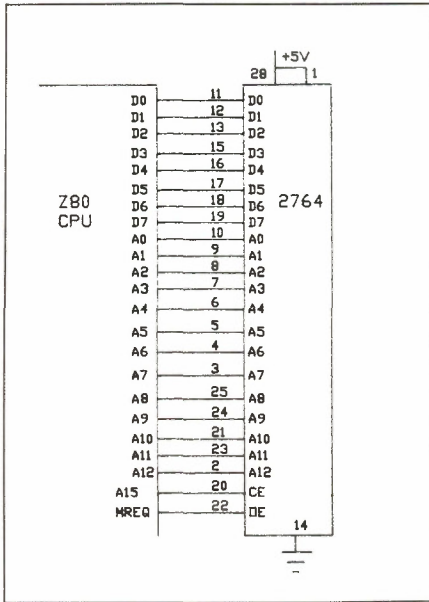 +5V
28 1
D0 11 D0
D1 12 D1
D2 13 D2
D3 15 D3
D4 16 D4
D5 17 D5
Z80 D6 18 D6 2764
CPU D7 19 D7
A0 10 A0
A1 9 A1
A2 8 A2
A3 7 A3
A4 6 A4
A5 5 A5
A6 4 A6
A7 3 A7
A8 25 A8
A9 24 A9
A10 21 A10
A11 23 A11
A12 2 A12
A15 20 CE
MREQ 22 OE
14